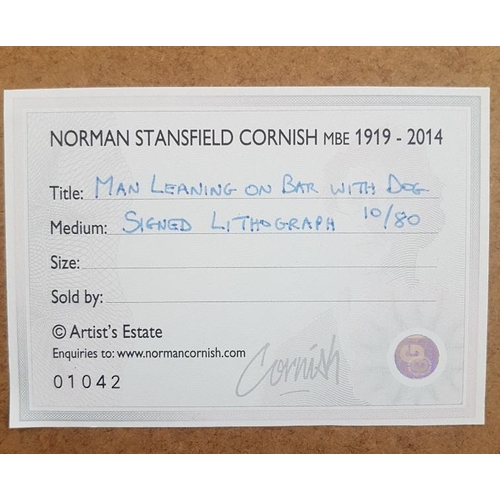 NORMAN STANSFIELD CORNISH MBE 1919 - 2014
Title: MAN LEANING ON BAR WITH DOG
Medium: SIGNED LITHOGRAPH 10/80
Size:
Sold by:
© Artist's Estate
Enquiries to: www.normancornish.com
01042
Cornish